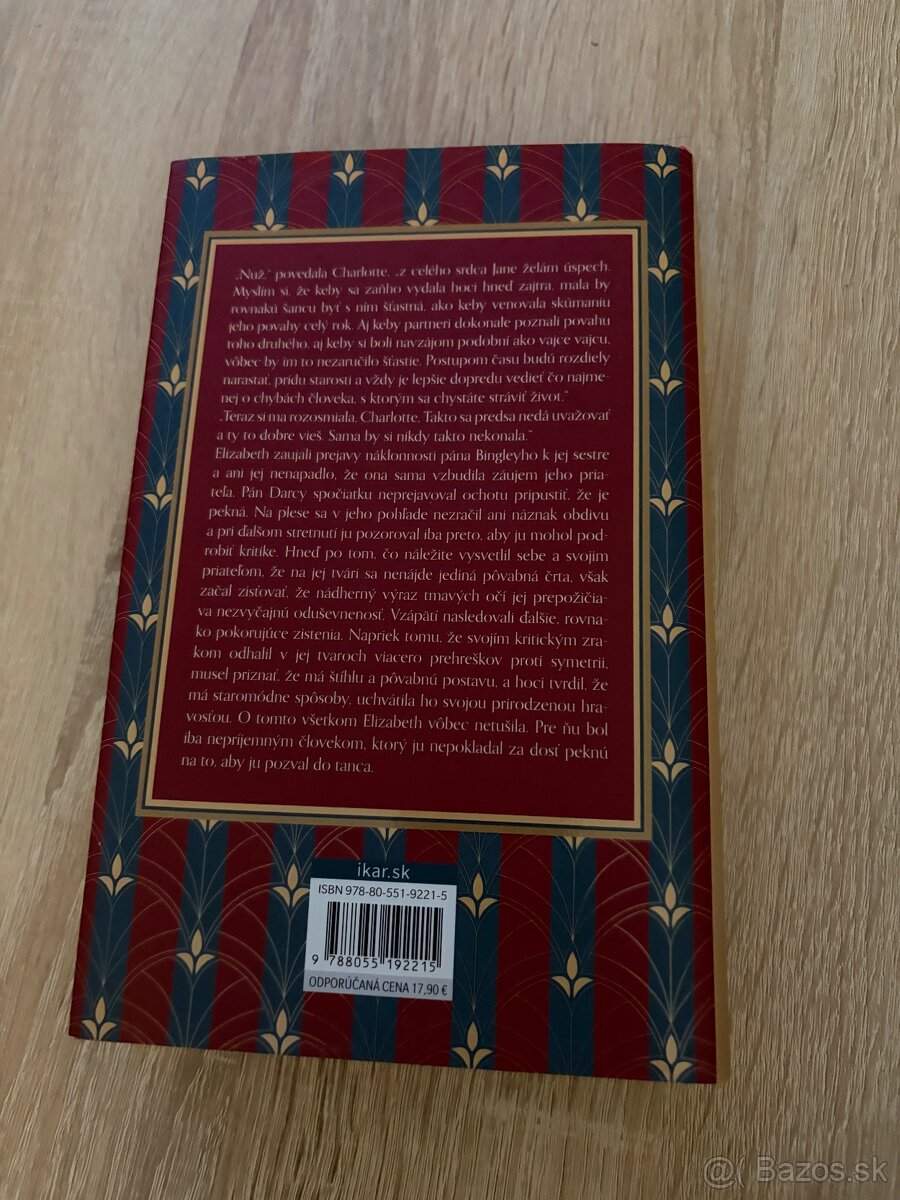 „Nuž,“ povedala Charlotte, „z celého srdca Jane želám úspech.
Myslím si, že keby sa zaňho vydala hoci hneď zajtra, mala by
rovnakú šancu byť s ním šťastná, ako keby venovala skúmaniu
jeho povahy celý rok. Aj keby partneri dokonale poznali povahu
toho druhého, aj keby si boli navzájom podobní ako vajce vajcu,
vôbec by im to nezaručilo šťastie. Postupom času budú rozdiely
narastať, prídu starosti a vždy je lepšie dopredu vedieť čo najme-
nej o chybách človeka, s ktorým sa chystáte stráviť život.“
„Teraz si ma rozosmiala, Charlotte. Takto sa predsa nedá uvažovať
a ty to dobre vieš. Sama by si nikdy takto nekonala.“
Elizabeth zaujali prejavy náklonnosti pána Bingleyho k jej sestre
a ani jej nenapadlo, že ona sama vzbudila záujem jeho pria-
teľa. Pán Darcy spočiatku neprejavoval ochotu pripustiť, že je
pekná. Na plese sa v jeho pohľade nezračil ani náznak obdivu
a pri ďalšom stretnutí ju pozoroval iba preto, aby ju mohol pod-
robiť kritike. Hneď po tom, čo náležite vysvetlil sebe a svojim
priateľom, že na jej tvári sa nenájde jediná pôvabná črta, však
začal zisťovať, že nádherný výraz tmavých očí jej prepožičia-
va nezvyčajnú oduševnenosť. Vzápätí nasledovali ďalšie, rovna-
ko pokorujúce zistenia. Napriek tomu, že svojím kritickým zra-
kom odhalil v jej tvaroch viacero prehreškov proti symetrii,
musel priznať, že má štíhlu a pôvabnú postavu, a hoci tvrdil, že
má staromódne spôsoby, uchvátila ho svojou prirodzenou hra-
vosťou. O tomto všetkom Elizabeth vôbec netušila. Pre ňu bol
iba nepríjemným človekom, ktorý ju nepokladal za dosť peknú
na to, aby ju pozval do tanca.
ikar.sk
ISBN 978-80-551-9221-5
9 788055 192215
ODPORÚČANÁ CENA 17,90 €
@( Bazos.sk